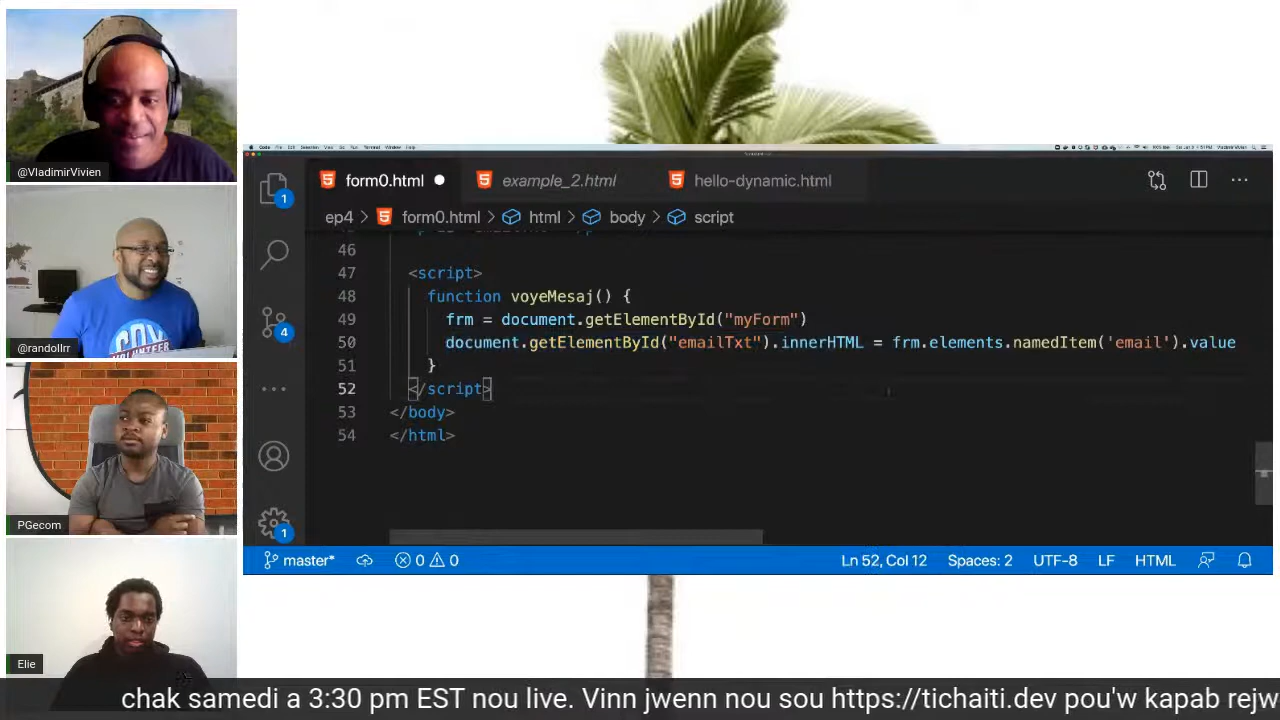 @VladimirVivien
@randollrr
VOLUNTEER
PGecom
Elie
form0.html
example_2.html
hello-dynamic.html
ep4 > form0.html > html > body > script
46
47 <script>
48 function voyeMesaj() {
49 frm = document.getElementById("myForm")
50 document.getElementById("emailTxt").innerHTML = frm.elements.namedItem('email').value
51 }
52 </script>
53 </body>
54 </html>
1
4
1
master* 0 0 Ln 52, Col 12 Spaces: 2 UTF-8 LF HTML
chak samedi a 3:30 pm EST nou live. Vinn jwenn nou sou https://tichaiti.dev pou'w kapab rejw